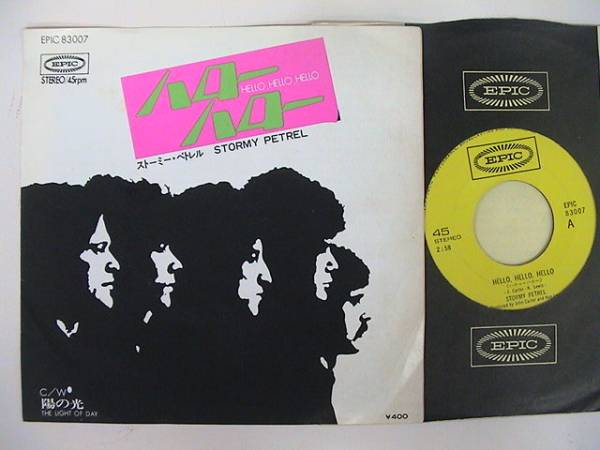 EPIC 83007
EPIC
STEREO/45rpm
ハロー
HELLO, HELLO, HELLO
ハロー
ストーミー・ペトレル STORMY PETREL
C/W
陽の光
THE LIGHT OF DAY
¥400
EPIC
EPIC
EPIC
83007
A
45
STEREO
2:58
HELLO, HELLO, HELLO
STORMY PETREL
EPIC